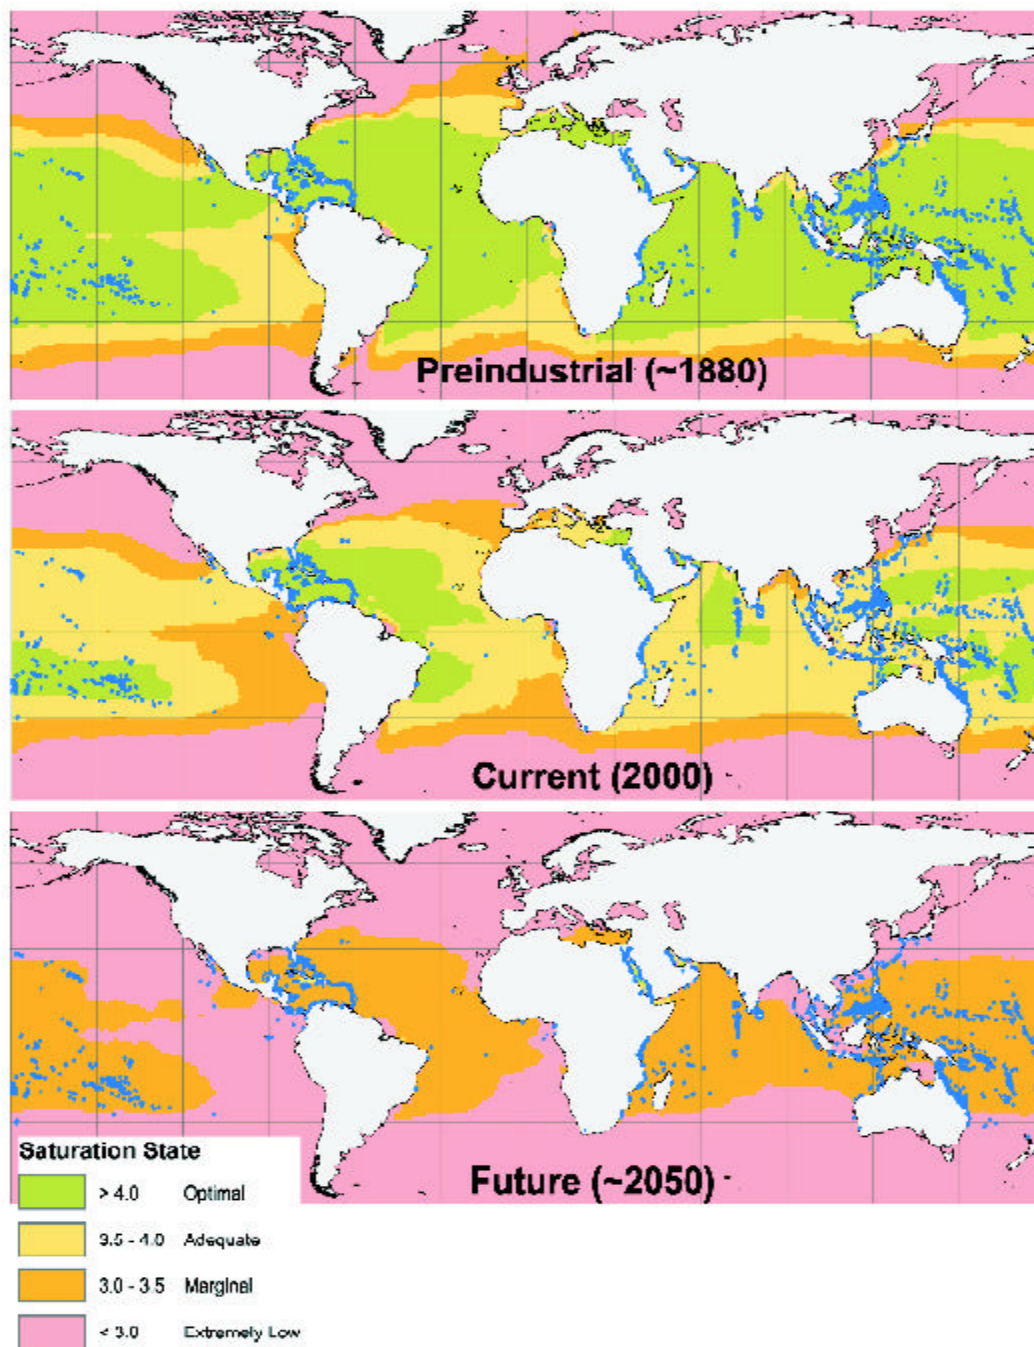 Preindustrial (~1880)
Current (2000)
Future (~2050)
Saturation State
> 4.0 Optimal
3.5 - 4.0 Adequate
3.0 - 3.5 Marginal
< 3.0 Extremely Low